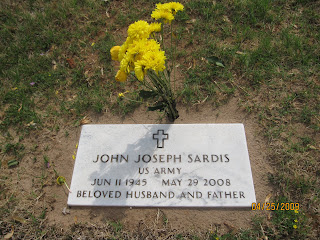 JOHN JOSEPH SARDIS
US ARMY
JUN 11 1945 MAY 29 2008
BELOVED HUSBAND AND FATHER
04/25/2009